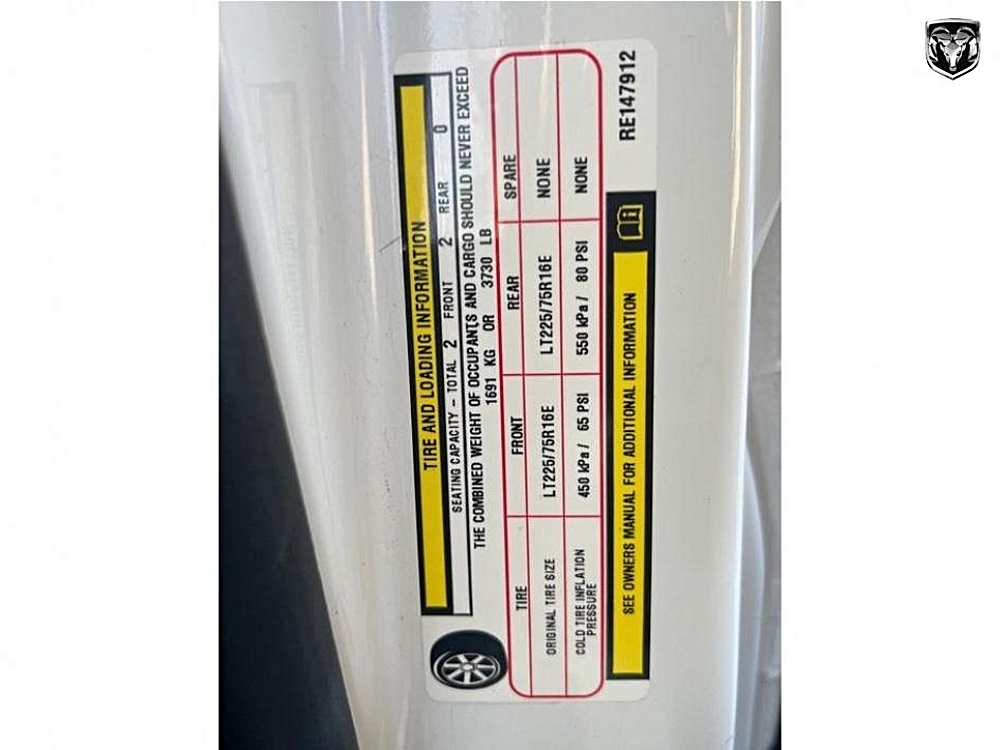 TIRE AND LOADING INFORMATION
SEATING CAPACITY – TOTAL 2 FRONT 2 REAR 0
THE COMBINED WEIGHT OF OCCUPANTS AND CARGO SHOULD NEVER EXCEED
1691 KG OR 3730 LB
TIRE FRONT REAR SPARE
ORIGINAL TIRE SIZE LT225/75R16E LT225/75R16E NONE
COLD TIRE INFLATION PRESSURE 450 kPa / 65 PSI 550 kPa / 80 PSI NONE
SEE OWNERS MANUAL FOR ADDITIONAL INFORMATION
RE147912